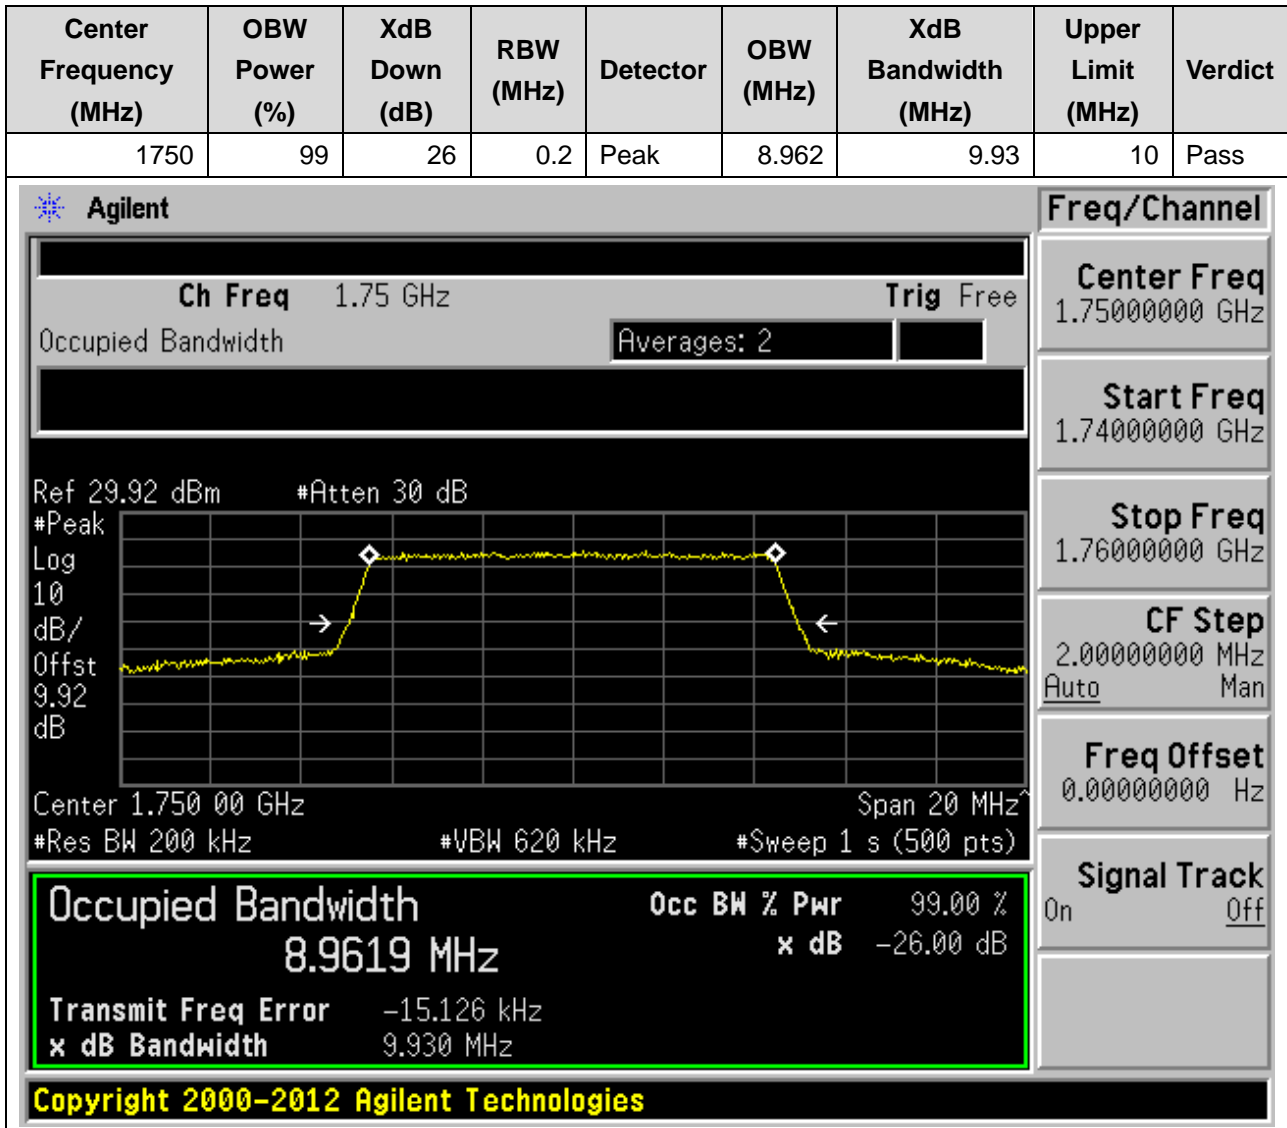 Center Frequency (MHz) OBW Power (%) XdB Down (dB) RBW (MHz) Detector OBW (MHz) XdB Bandwidth (MHz) Upper Limit (MHz) Verdict
1750 99 26 0.2 Peak 8.962 9.93 10 Pass
Agilent
Freq/Channel
Ch Freq 1.75 GHz Trig Free
Occupied Bandwidth Averages: 2
Center Freq
1.75000000 GHz
Start Freq
1.74000000 GHz
Stop Freq
1.76000000 GHz
CF Step
2.00000000 MHz
Auto Man
Freq Offset
0.00000000 Hz
Signal Track
On Off
Ref 29.92 dBm #Atten 30 dB
#Peak
Log
10
dB/
Offst
9.92
dB
Center 1.750 00 GHz Span 20 MHz^
#Res BW 200 kHz #VBW 620 kHz #Sweep 1 s (500 pts)
Occupied Bandwidth Occ BW % Pwr 99.00 %
8.9619 MHz x dB -26.00 dB
Transmit Freq Error -15.126 kHz
x dB Bandwidth 9.930 MHz
Copyright 2000-2012 Agilent Technologies